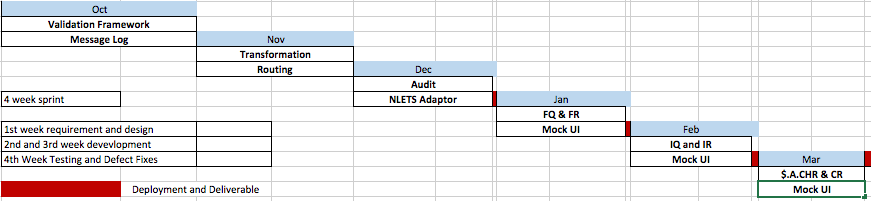 Oct
Validation Framework
Message Log
Nov
Transformation
Routing
Dec
Audit
4 week sprint
NLETS Adaptor
Jan
FQ & FR
1st week requirement and design
Mock UI
Feb
2nd and 3rd week devevlopment
IQ and IR
4th Week Testing and Defect Fixes
Mock UI
Mar
$.A.CHR & CR
Deployment and Deliverable
Mock UI